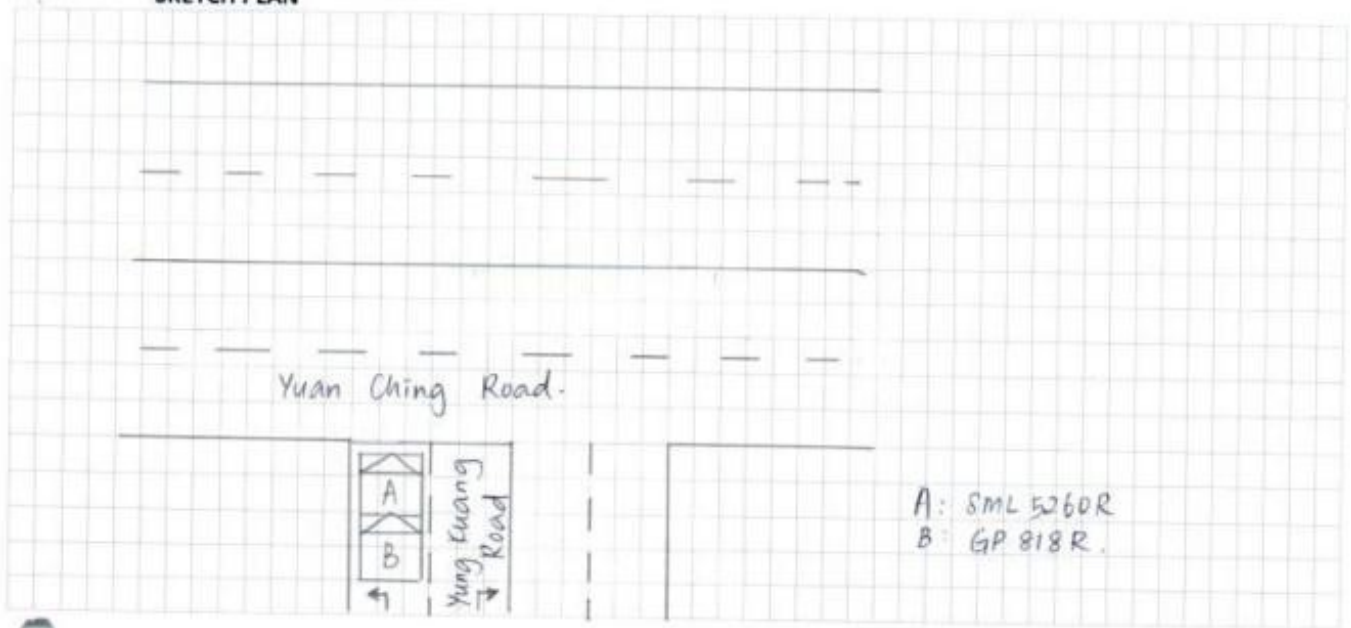 SKETCH PLAN
Yuan Ching Road.
A
B
Yung Kuang
Road
A: SML 5260R
B: GP 818R.